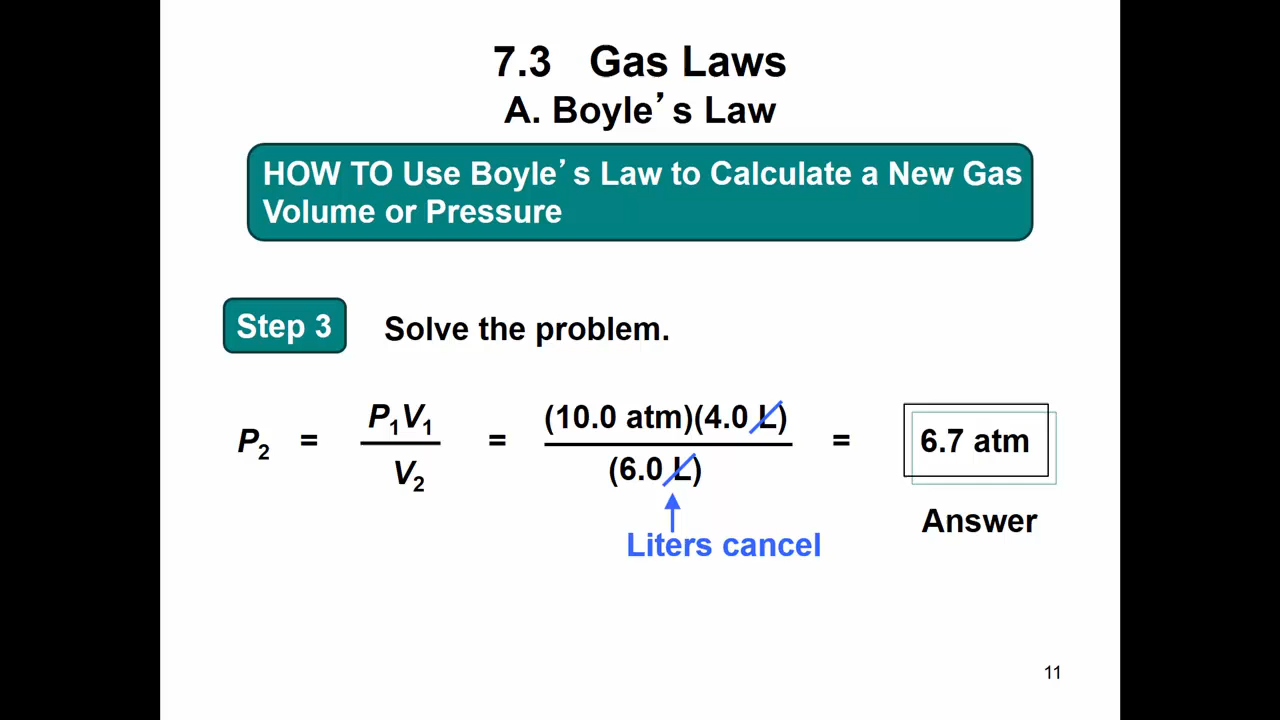 7.3 Gas Laws
A. Boyle’s Law
HOW TO Use Boyle’s Law to Calculate a New Gas
Volume or Pressure
Step 3 Solve the problem.
P₂ = P₁V₁ / V₂ = (10.0 atm)(4.0 L) / (6.0 L) = 6.7 atm
Answer
Liters cancel
11